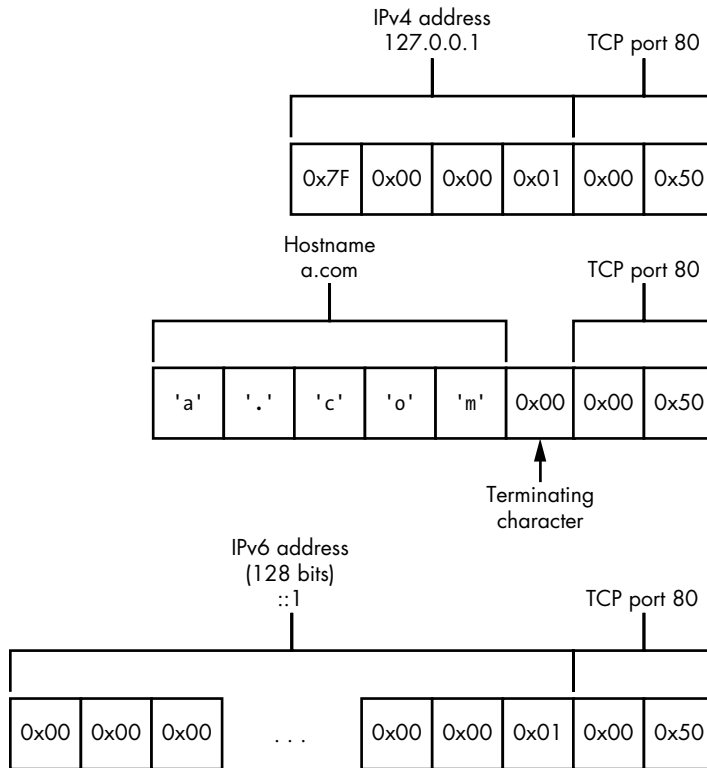 IPv4 address
127.0.0.1
TCP port 80
0x7F 0x00 0x00 0x01 0x00 0x50
Hostname
a.com
TCP port 80
'a' '.' 'c' 'o' 'm' 0x00 0x00 0x50
Terminating
character
IPv6 address
(128 bits)
::1
TCP port 80
0x00 0x00 0x00 . . . 0x00 0x00 0x01 0x00 0x50